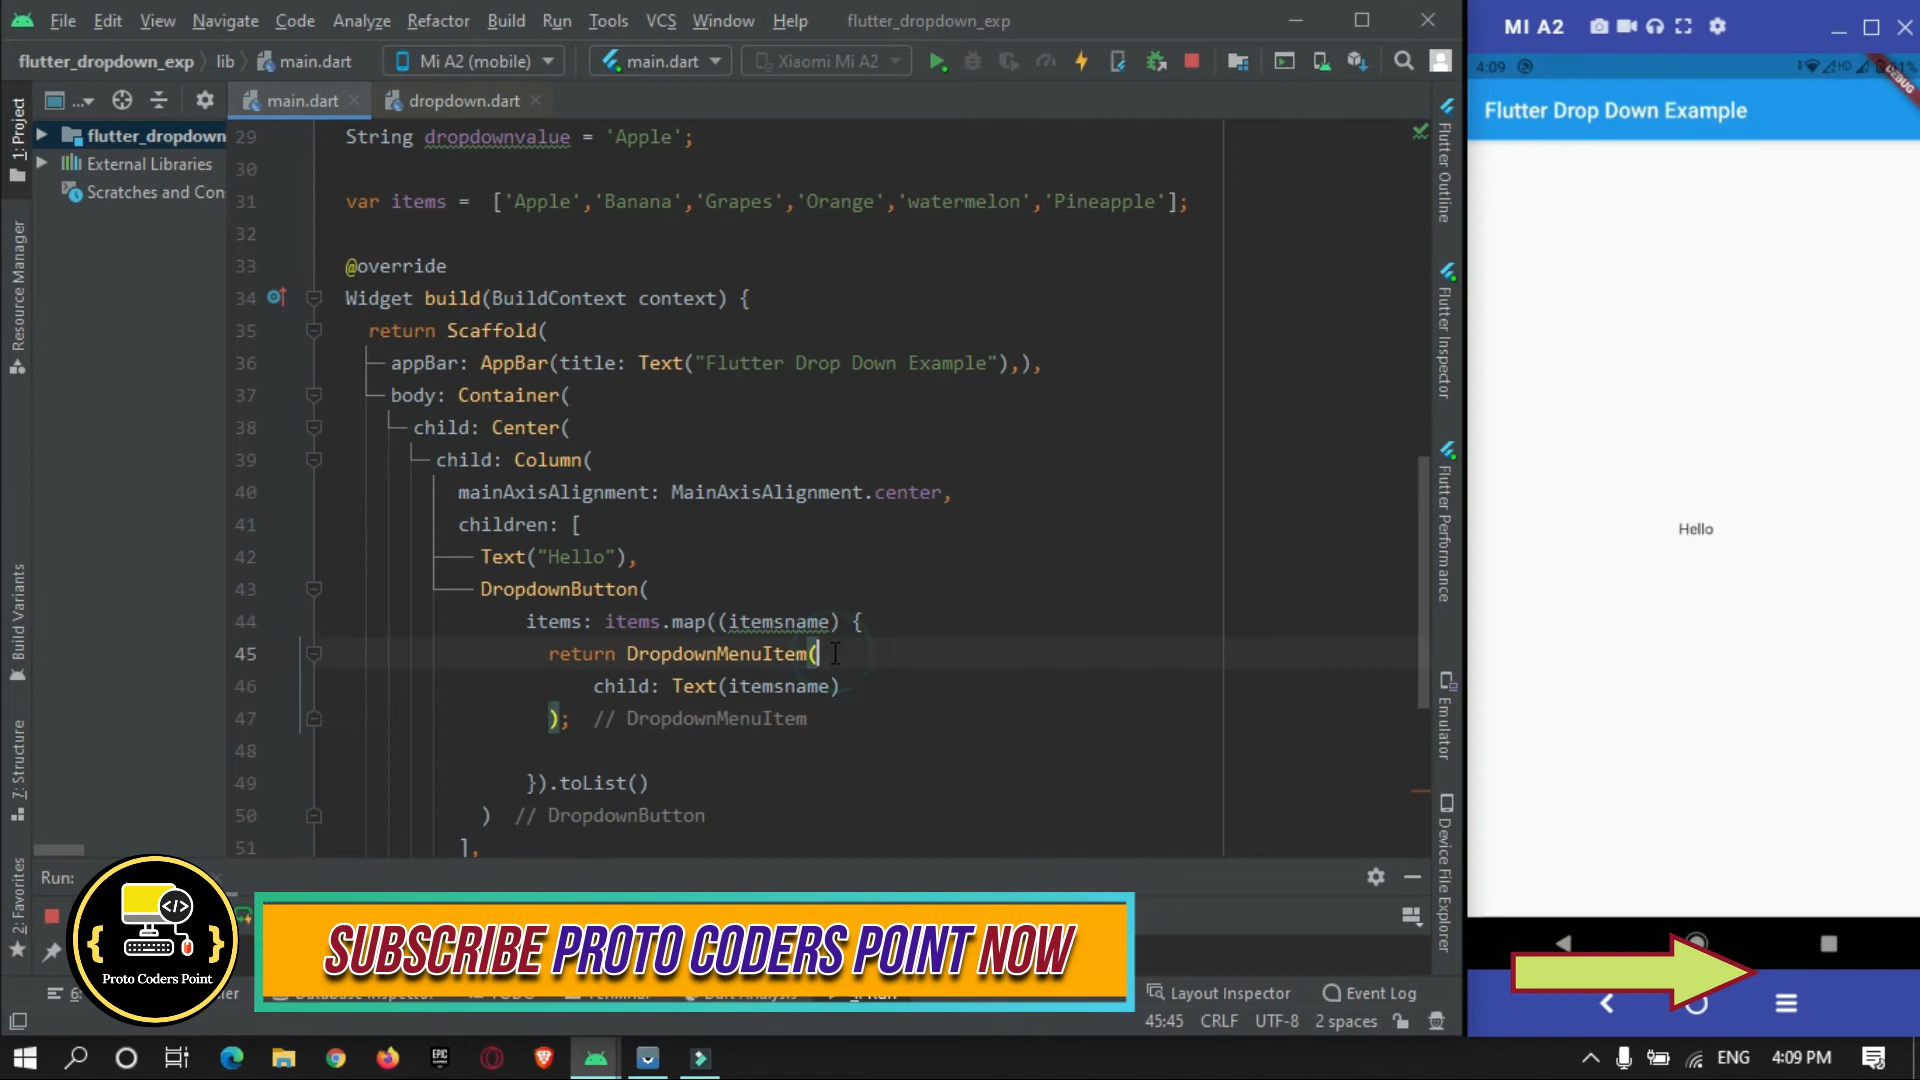 File Edit View Navigate Code Analyze Refactor Build Run Tools VCS Window Help flutter_dropdown_exp
flutter_dropdown_exp lib main.dart Mi A2 (mobile) main.dart Xiaomi Mi A2
main.dart dropdown.dart
flutter_dropdown
External Libraries
Scratches and Con
1: Project
Resource Manager
Build Variants
7: Structure
2: Favorites
29 String dropdownvalue = 'Apple';
30
31 var items = ['Apple','Banana','Grapes','Orange','watermelon','Pineapple'];
32
33 @override
34 Widget build(BuildContext context) {
35 return Scaffold(
36 appBar: AppBar(title: Text("Flutter Drop Down Example"),),
37 body: Container(
38 child: Center(
39 child: Column(
40 mainAxisAlignment: MainAxisAlignment.center,
41 children: [
42 Text("Hello"),
43 DropdownButton(
44 items: items.map((itemsname) {
45 return DropdownMenuItem(
46 child: Text(itemsname)
47 ); // DropdownMenuItem
48
49 }).toList()
50 ) // DropdownButton
51 ],
Flutter Outline
Flutter Inspector
Flutter Performance
Emulator
Device File Explorer
MI A2
4:09
HD
DEBUG
Flutter Drop Down Example
Hello
Run:
Proto Coders Point
SUBSCRIBE PROTO CODERS POINT NOW
Layout Inspector Event Log
45:45 CRLF UTF-8 2 spaces
EPIC
ENG 4:09 PM